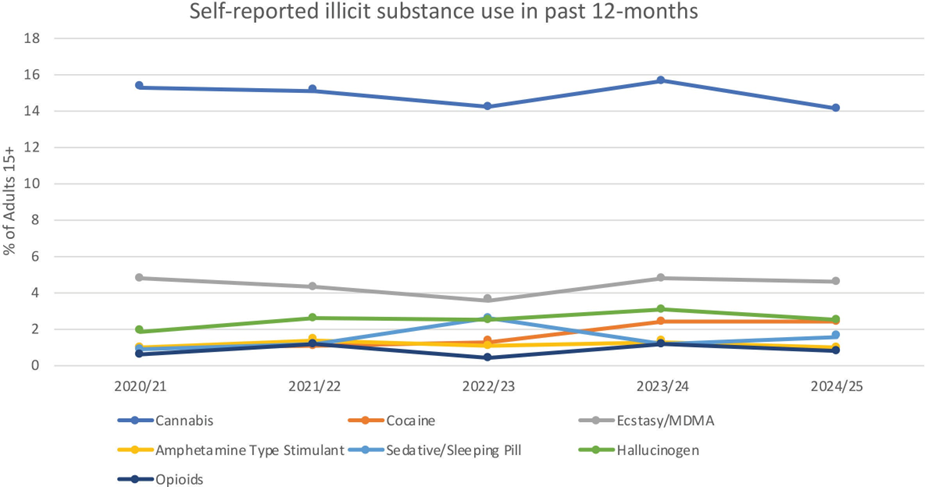 Self-reported illicit substance use in past 12-months
18
16
14
12
10
8
6
4
2
0
% of Adults 15+
2020/21 2021/22 2022/23 2023/24 2024/25
Cannabis Cocaine Ecstasy/MDMA
Amphetamine Type Stimulant Sedative/Sleeping Pill Hallucinogen
Opioids